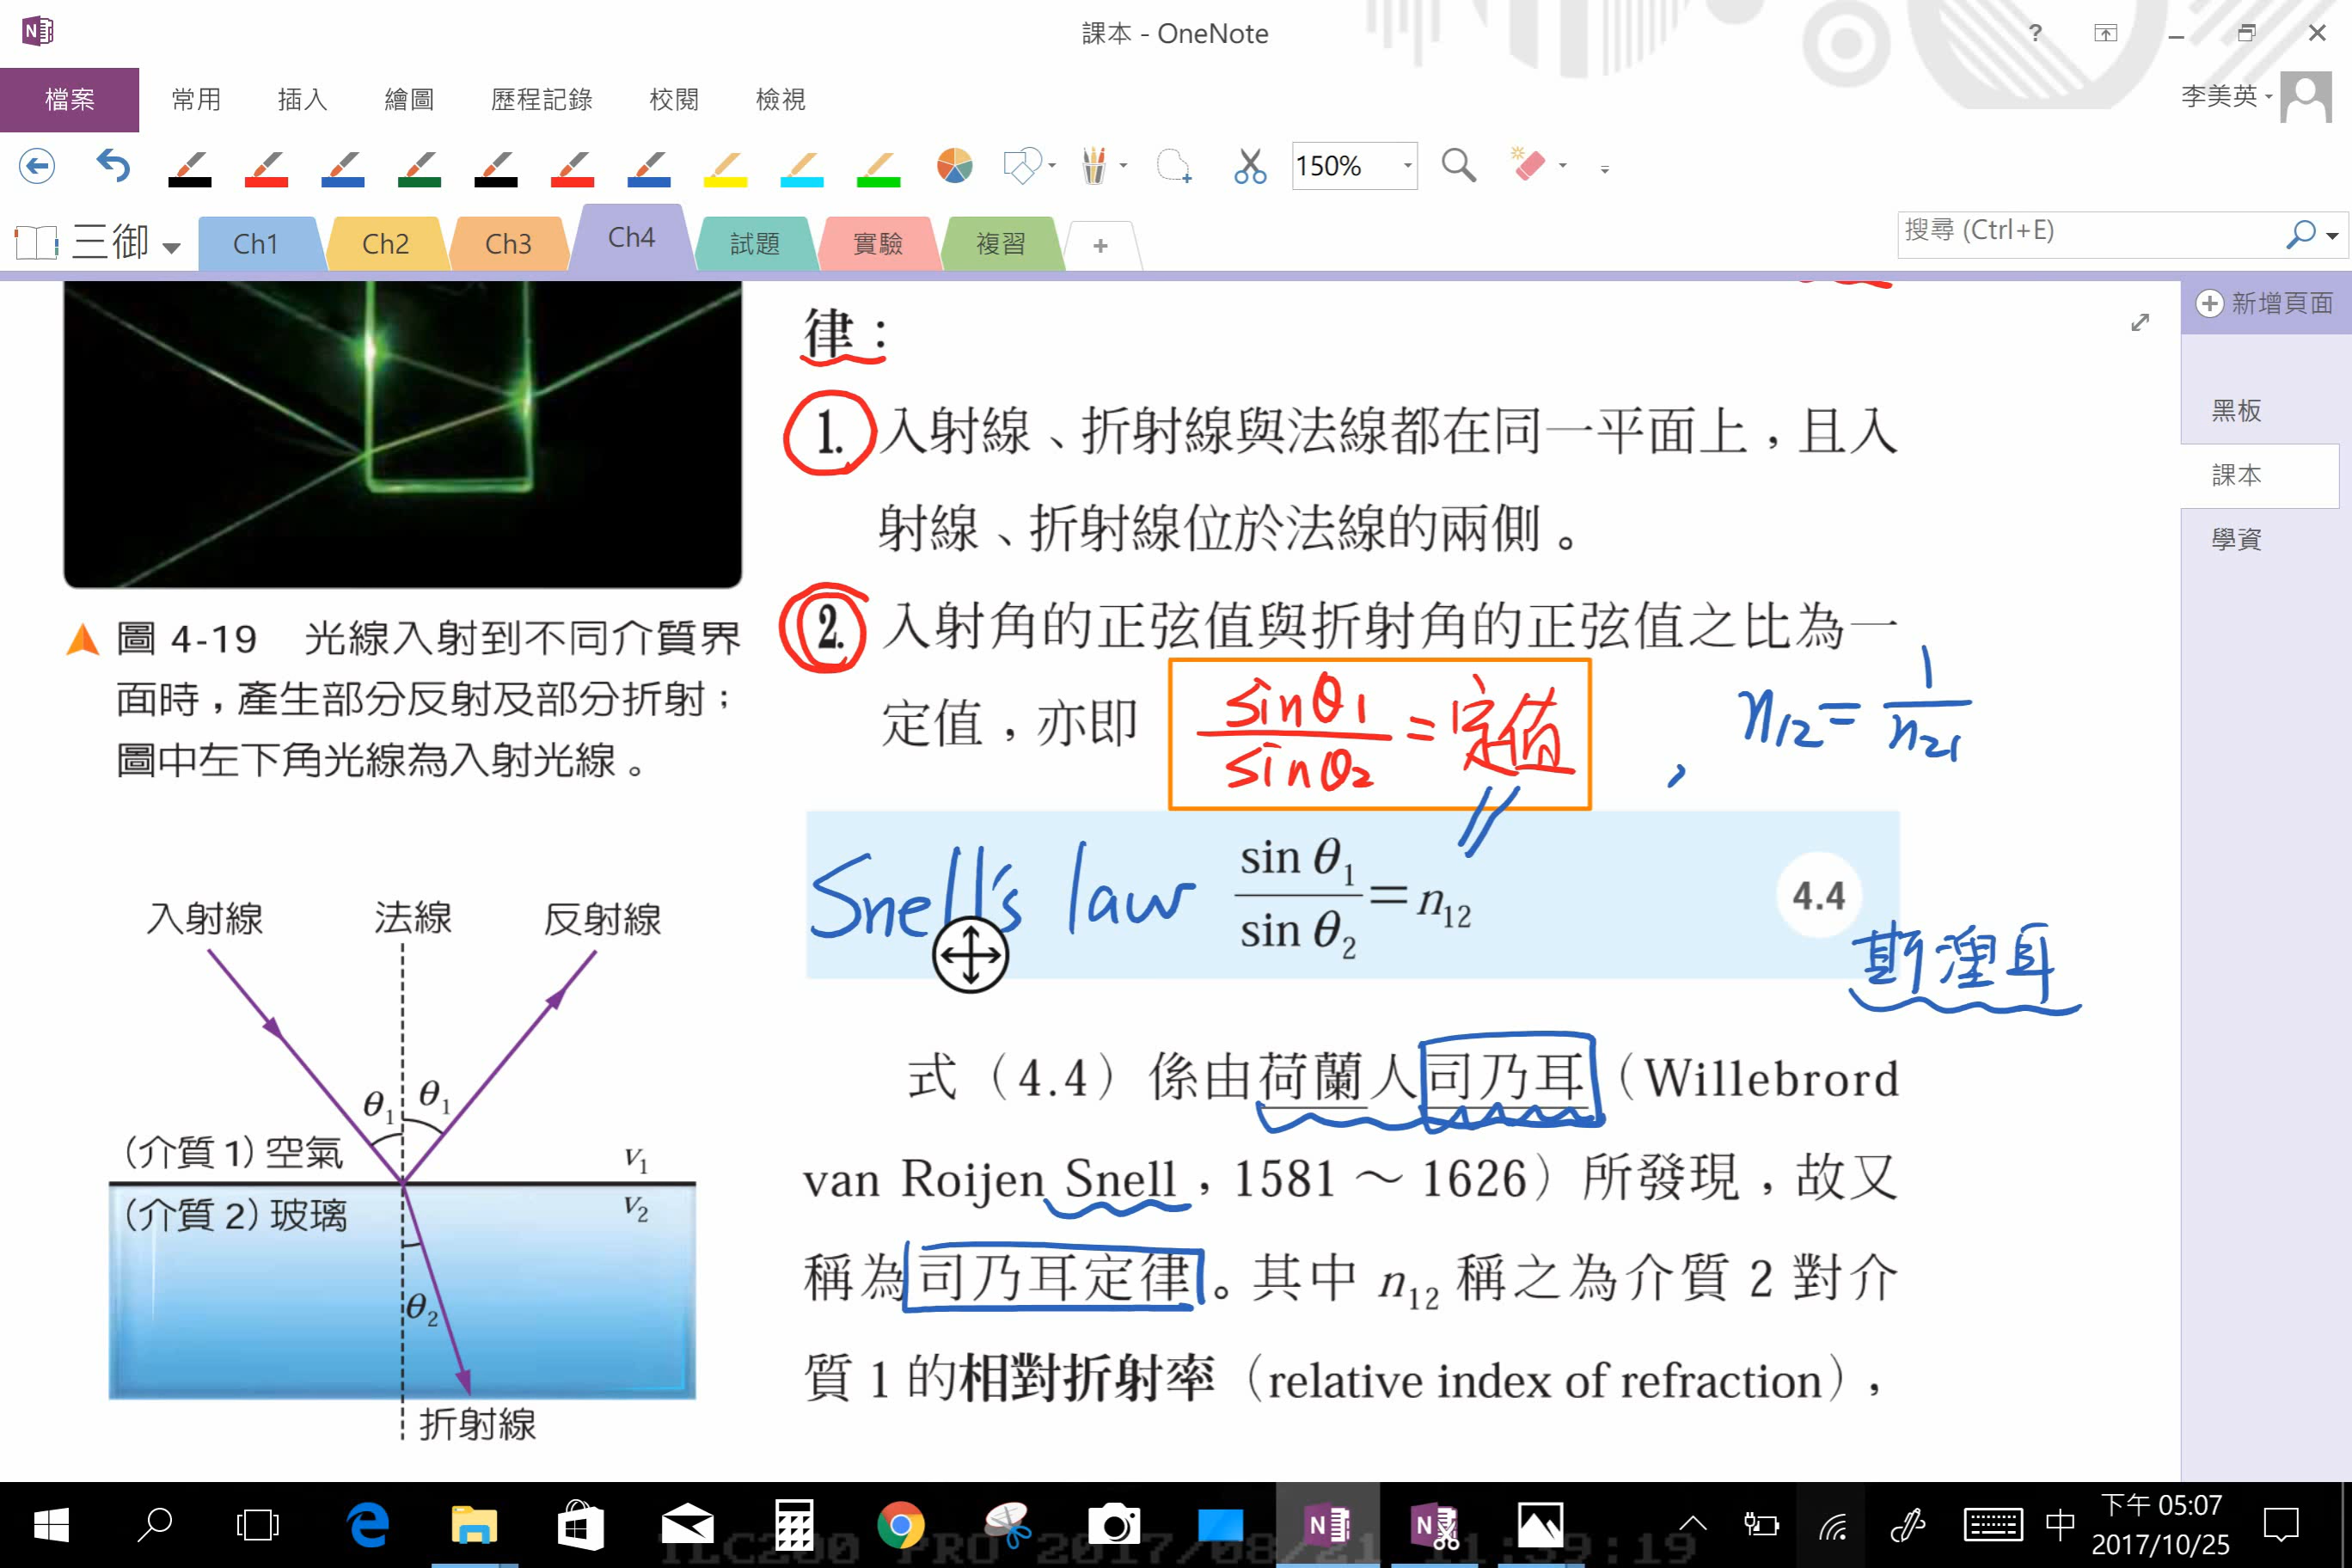 課本 - OneNote
?
檔案 常用 插入 繪圖 歷程記錄 校閱 檢視
李美英
150%
三御 Ch1 Ch2 Ch3 Ch4 試題 實驗 複習 +
搜尋 (Ctrl+E)
新增頁面
黑板
課本
學資
律：
1. 入射線、折射線與法線都在同一平面上，且入
射線、折射線位於法線的兩側。
2. 入射角的正弦值與折射角的正弦值之比為一
定值，亦即 sinθ1/sinθ2 = 定值 ， n12 = 1/n21
Snell's law sin θ1/sin θ2 = n12 4.4
斯涅耳
式（4.4）係由荷蘭人司乃耳（Willebrord
van Roijen Snell，1581～1626）所發現，故又
稱為司乃耳定律。其中 n12 稱之為介質 2 對介
質 1 的相對折射率（relative index of refraction），
圖 4-19 光線入射到不同介質界
面時，產生部分反射及部分折射；
圖中左下角光線為入射光線。
入射線 法線 反射線
θ1 θ1
(介質 1) 空氣 v1
(介質 2) 玻璃 v2
θ2
折射線
中
下午 05:07
2017/10/25
ILC200 PRO 2017/08/21 11:39:19